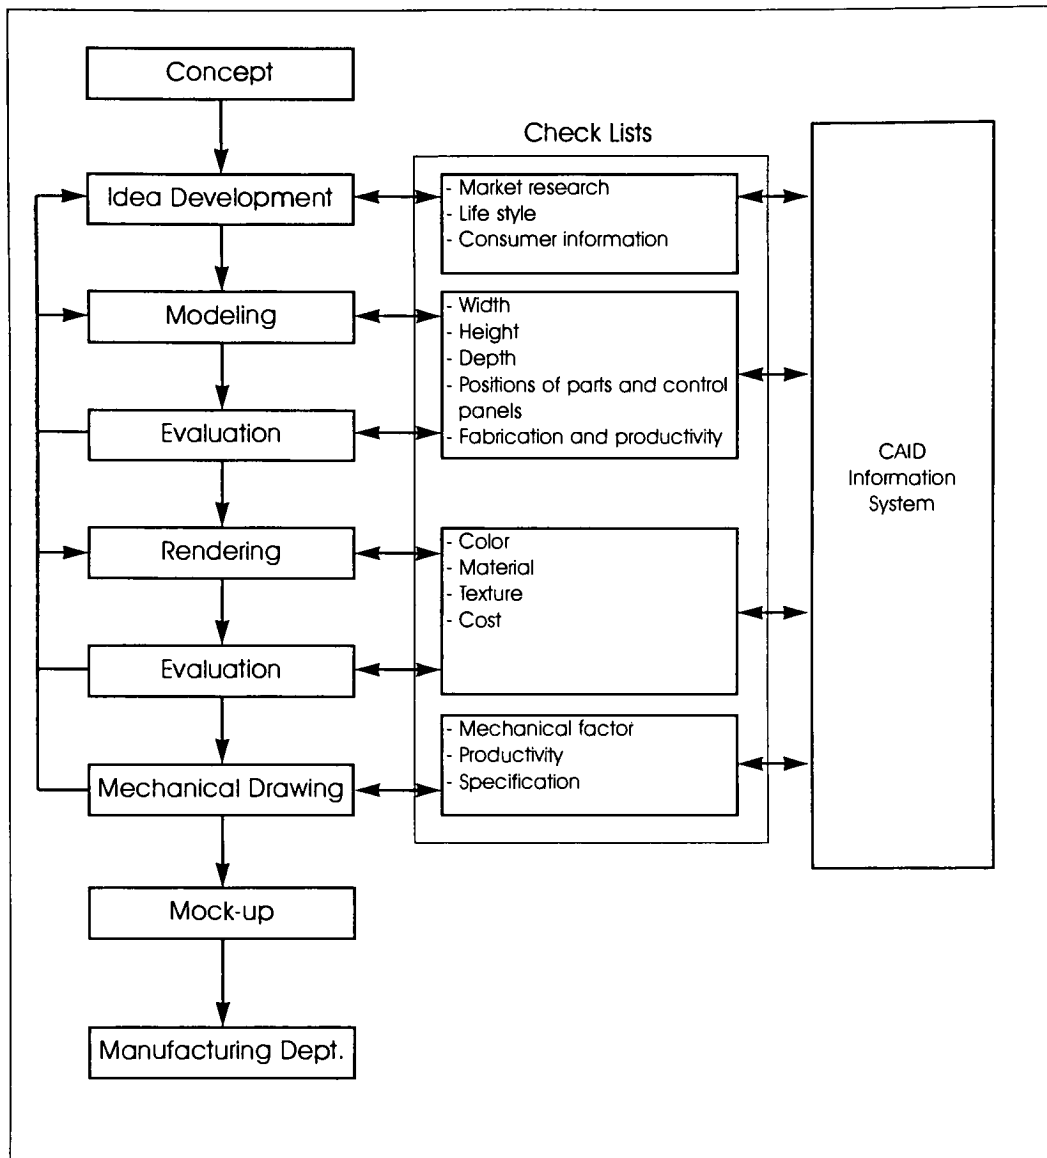 Concept
Check Lists
Idea Development
- Market research
- Life style
- Consumer information
Modeling
- Width
- Height
- Depth
- Positions of parts and control
panels
- Fabrication and productivity
Evaluation
CAID
Information
System
Rendering
- Color
- Material
- Texture
- Cost
Evaluation
- Mechanical factor
- Productivity
- Specification
Mechanical Drawing
Mock-up
Manufacturing Dept.